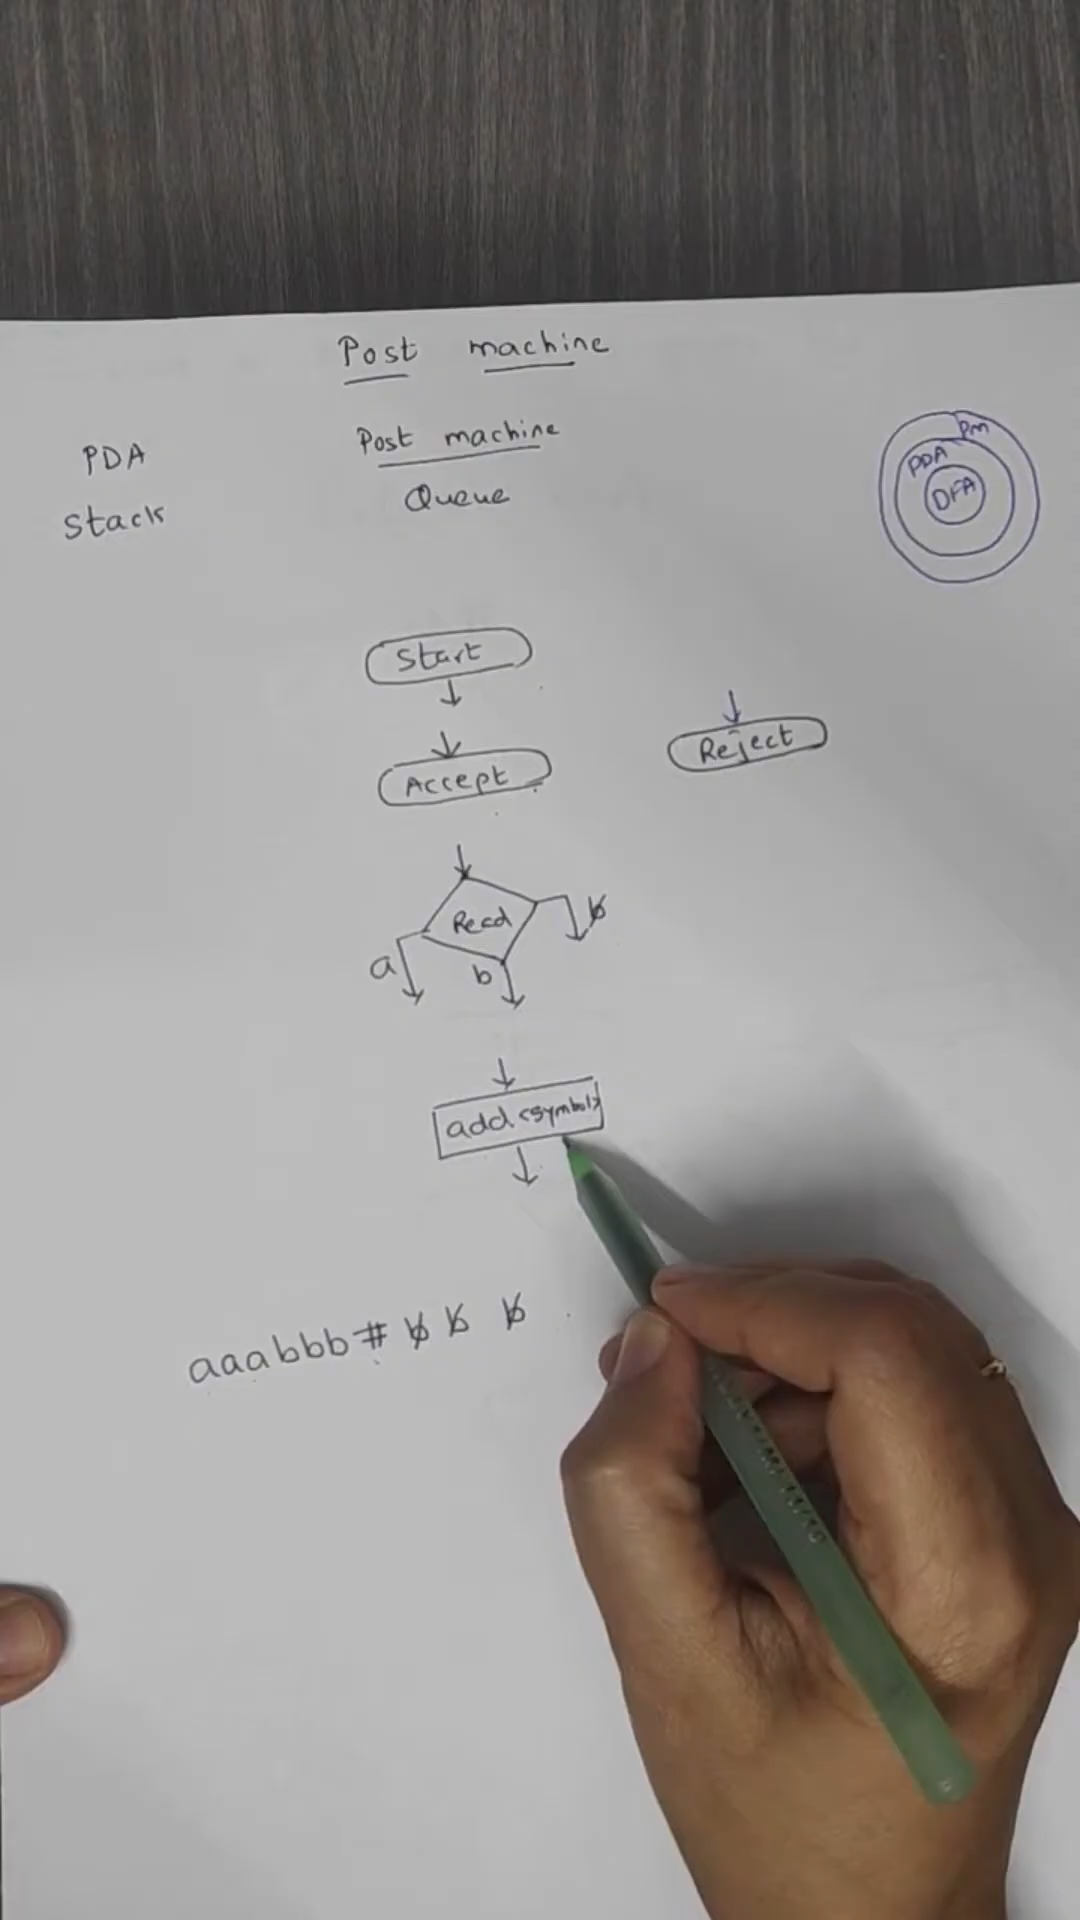 Post machine
PDA Post machine
Stack Queue
PM
PDA
DFA
Start
Accept
Reject
Read
a
b
ƀ
add <symbol>
aaabbb# ƀ ƀ ƀ